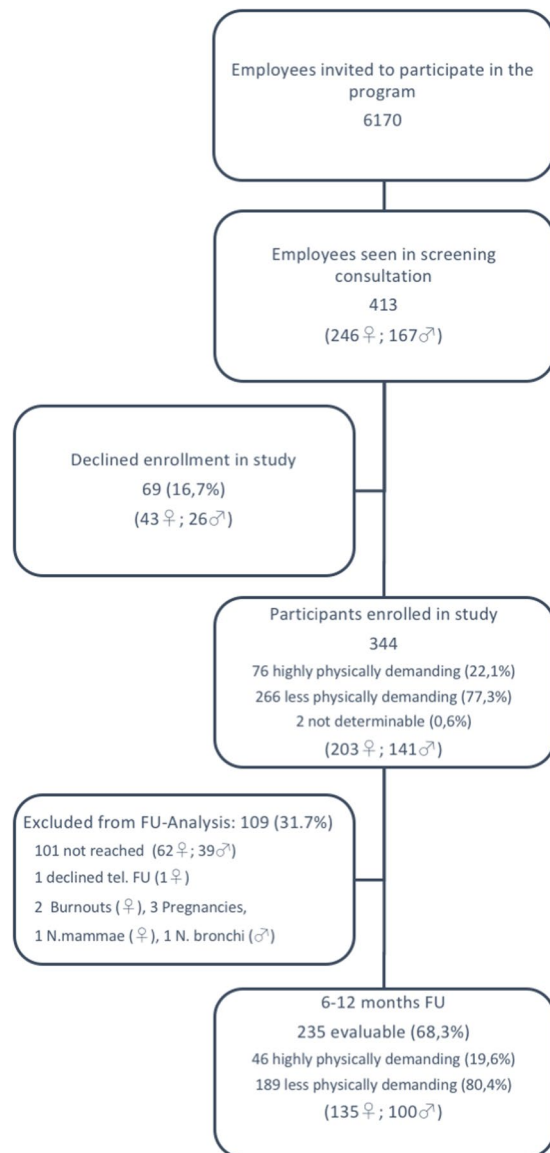 Employees invited to participate in the
program
6170
Employees seen in screening
consultation
413
(246♀; 167♂)
Declined enrollment in study
69 (16,7%)
(43♀; 26♂)
Participants enrolled in study
344
76 highly physically demanding (22,1%)
266 less physically demanding (77,3%)
2 not determinable (0,6%)
(203♀; 141♂)
Excluded from FU-Analysis: 109 (31.7%)
101 not reached (62♀; 39♂)
1 declined tel. FU (1♀)
2 Burnouts (♀), 3 Pregnancies,
1 N.mammae (♀), 1 N. bronchi (♂)
6-12 months FU
235 evaluable (68,3%)
46 highly physically demanding (19,6%)
189 less physically demanding (80,4%)
(135♀; 100♂)